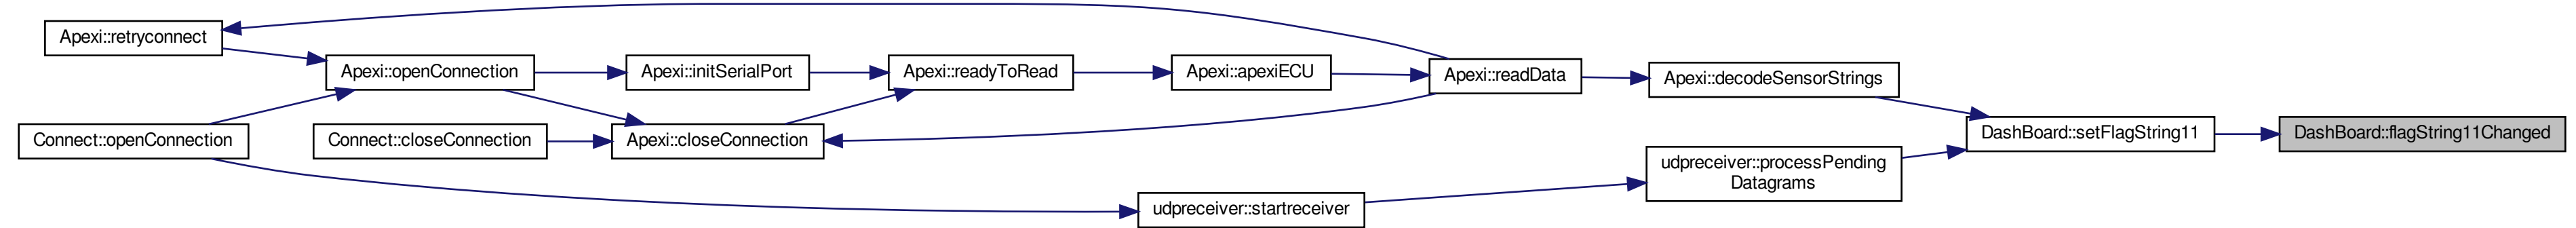 Apexi::retryconnect
Apexi::openConnection
Apexi::initSerialPort
Apexi::readyToRead
Apexi::apexiECU
Apexi::readData
Apexi::decodeSensorStrings
Connect::openConnection
Connect::closeConnection
Apexi::closeConnection
DashBoard::setFlagString11
DashBoard::flagString11Changed
udpreceiver::processPending
Datagrams
udpreceiver::startreceiver